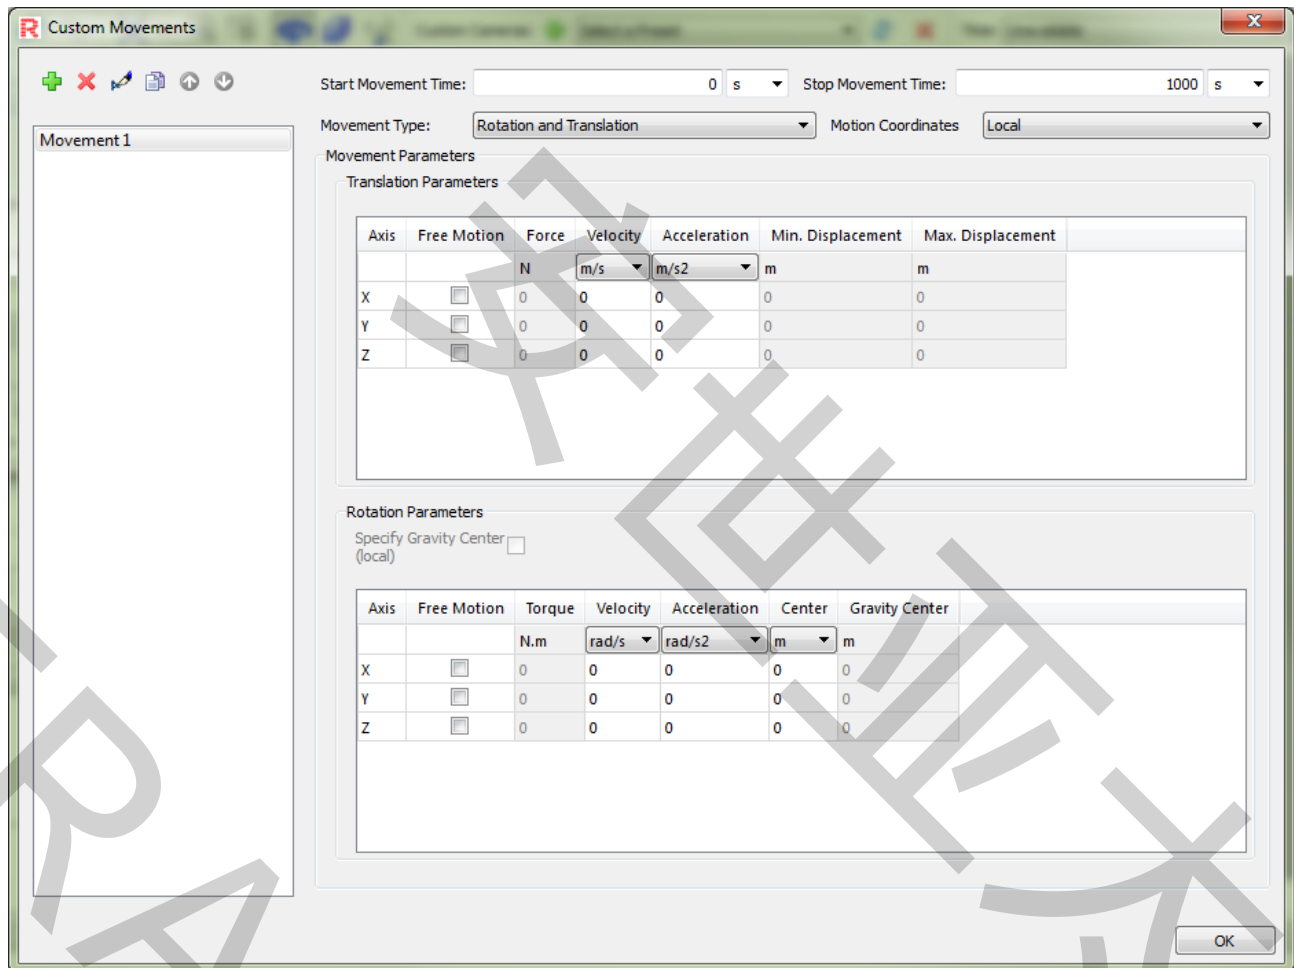 Custom Movements
Start Movement Time: 0 s Stop Movement Time: 1000 s
Movement Type: Rotation and Translation Motion Coordinates Local
Movement 1
Movement Parameters
Translation Parameters
Axis Free Motion Force Velocity Acceleration Min. Displacement Max. Displacement
N m/s m/s2 m m
X 0 0 0 0 0
Y 0 0 0 0 0
Z 0 0 0 0 0
Rotation Parameters
Specify Gravity Center
(local)
Axis Free Motion Torque Velocity Acceleration Center Gravity Center
N.m rad/s rad/s2 m m
X 0 0 0 0 0
Y 0 0 0 0 0
Z 0 0 0 0 0
OK
安世亚太